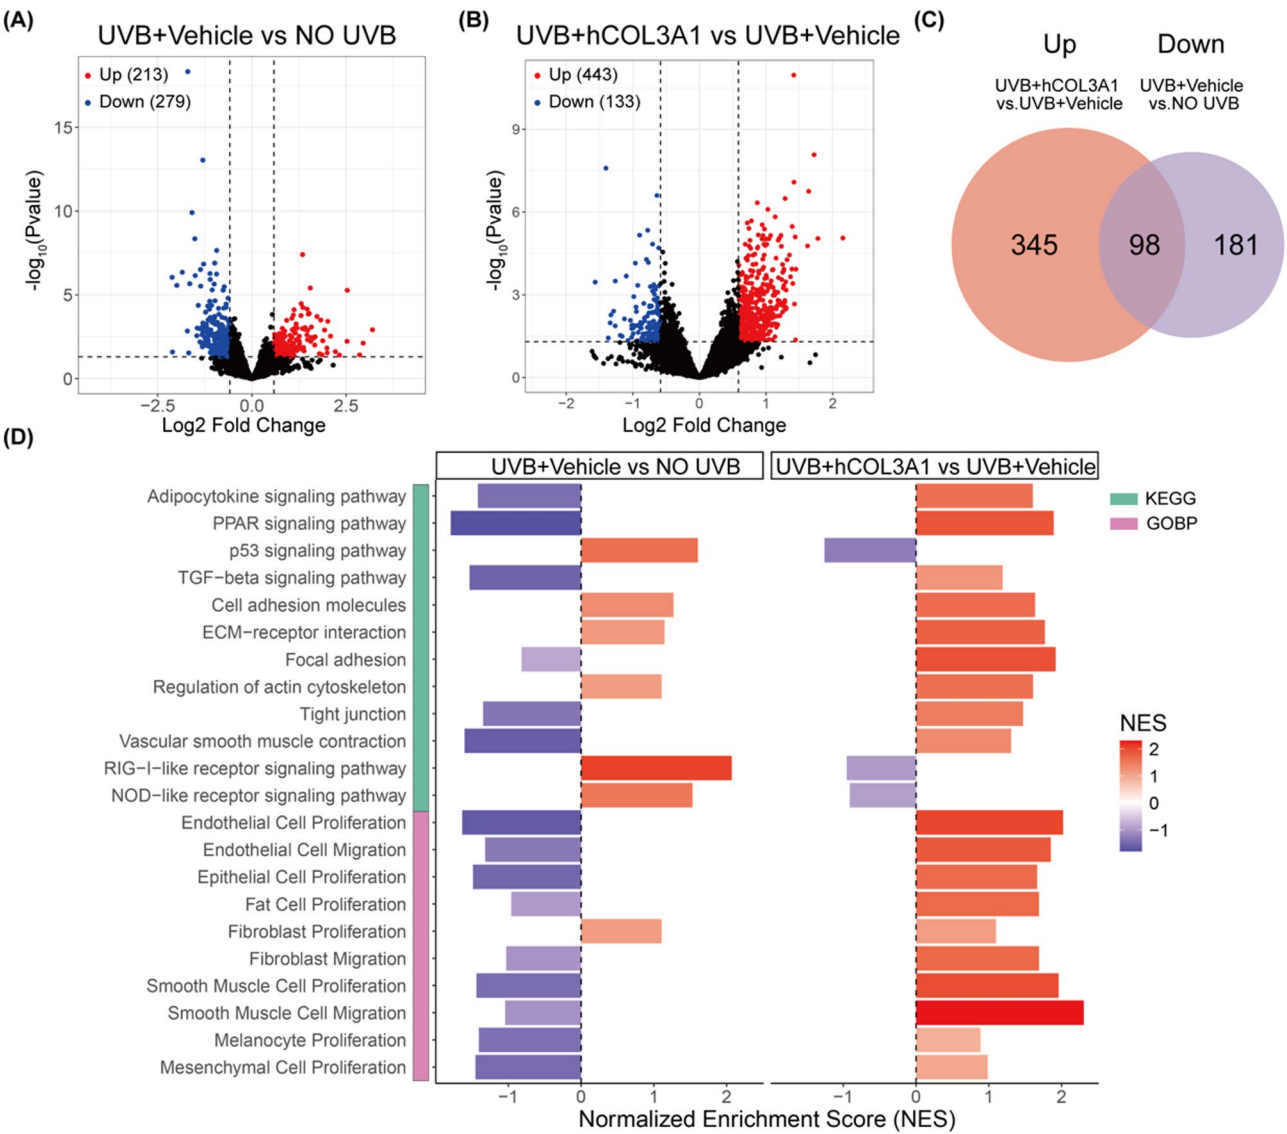 (A)
UVB+Vehicle vs NO UVB
Up (213)
Down (279)
15
10
5
0
−2.5
0.0
2.5
-log10(Pvalue)
Log2 Fold Change
(B)
UVB+hCOL3A1 vs UVB+Vehicle
Up (443)
Down (133)
9
6
3
0
−2
−1
0
1
2
-log10(Pvalue)
Log2 Fold Change
(C)
Up
Down
UVB+hCOL3A1
vs.UVB+Vehicle
UVB+Vehicle
vs.NO UVB
345
98
181
(D)
UVB+Vehicle vs NO UVB
UVB+hCOL3A1 vs UVB+Vehicle
Adipocytokine signaling pathway
PPAR signaling pathway
p53 signaling pathway
TGF−beta signaling pathway
Cell adhesion molecules
ECM−receptor interaction
Focal adhesion
Regulation of actin cytoskeleton
Tight junction
Vascular smooth muscle contraction
RIG−I−like receptor signaling pathway
NOD−like receptor signaling pathway
Endothelial Cell Proliferation
Endothelial Cell Migration
Epithelial Cell Proliferation
Fat Cell Proliferation
Fibroblast Proliferation
Fibroblast Migration
Smooth Muscle Cell Proliferation
Smooth Muscle Cell Migration
Melanocyte Proliferation
Mesenchymal Cell Proliferation
−1
0
1
2
−1
0
1
2
Normalized Enrichment Score (NES)
KEGG
GOBP
NES
2
1
0
−1